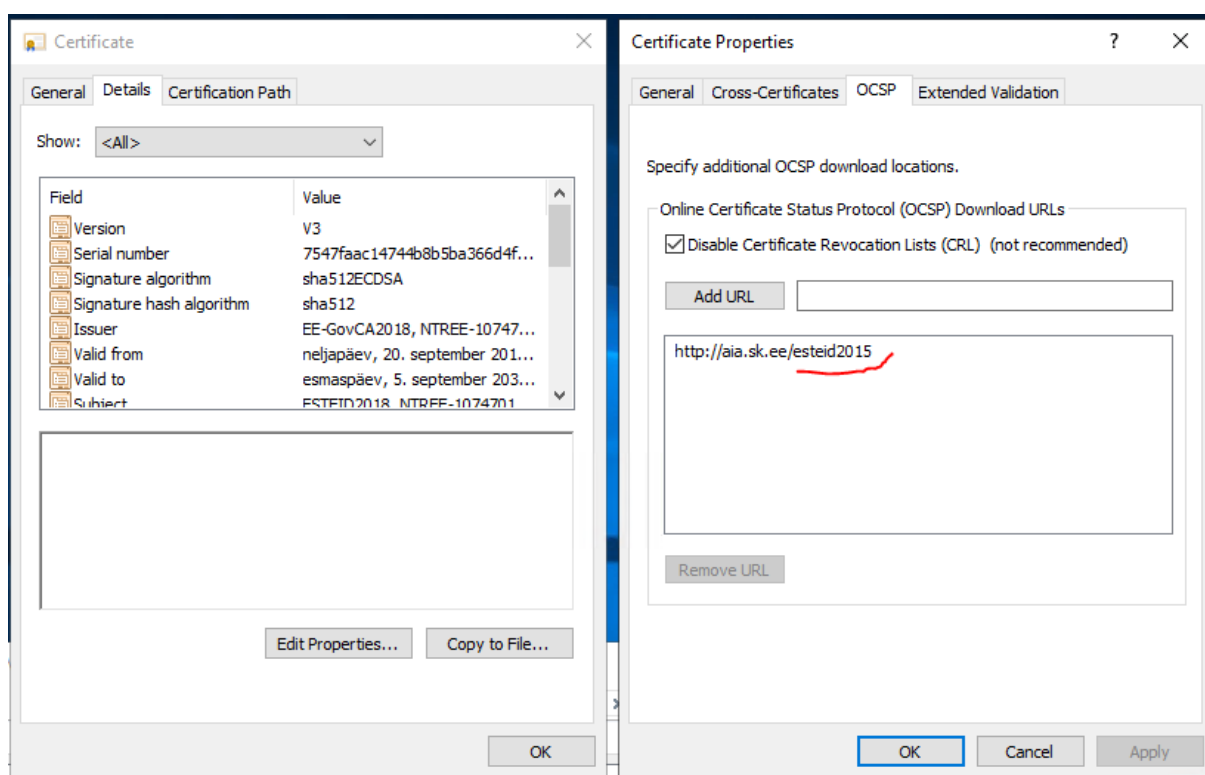 Certificate
General Details Certification Path
Show: <All>
Field Value
Version V3
Serial number 7547faac14744b8b5ba366d4f...
Signature algorithm sha512ECDSA
Signature hash algorithm sha512
Issuer EE-GovCA2018, NTREE-10747...
Valid from neljapäev, 20. september 201...
Valid to esmaspäev, 5. september 203...
Subject ESTEID2018, NTREE-1074701
Edit Properties... Copy to File...
OK
Certificate Properties ?
General Cross-Certificates OCSP Extended Validation
Specify additional OCSP download locations.
Online Certificate Status Protocol (OCSP) Download URLs
Disable Certificate Revocation Lists (CRL) (not recommended)
Add URL
http://aia.sk.ee/esteid2015
Remove URL
OK Cancel Apply